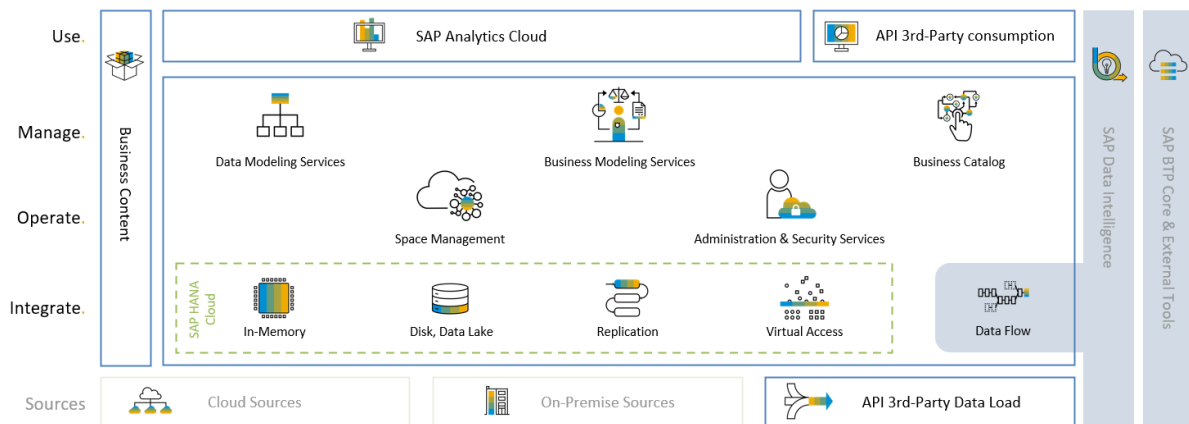 Use.
SAP Analytics Cloud
API 3rd-Party consumption
Manage.
Data Modeling Services
Business Modeling Services
Business Catalog
Business Content
Operate.
Space Management
Administration & Security Services
Integrate.
SAP HANA
Cloud
In-Memory
Disk, Data Lake
Replication
Virtual Access
Data Flow
SAP Data Intelligence
SAP BTP Core & External Tools
Sources
Cloud Sources
On-Premise Sources
API 3rd-Party Data Load